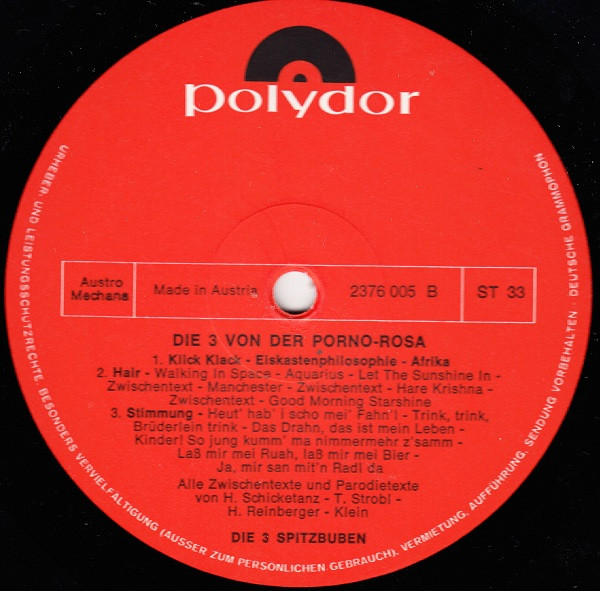 polydor
Austro
Mechana
Made in Austria
2376 005 B
ST 33
DIE 3 VON DER PORNO-ROSA
1. Klick Klack - Eiskastenphilosophie - Afrika
2. Hair - Walking In Space - Aquarius - Let The Sunshine In -
Zwischentext - Manchester - Zwischentext - Hare Krishna -
Zwischentext - Good Morning Starshine
3. Stimmung - Heut' hab' i scho mei' Fahn'l - Trink, trink,
Brüderlein trink - Das Drahn, das ist mein Leben -
Kinder! So jung kumm' ma nimmermehr z'samm -
Laß mir mei Ruah, laß mir mei Bier -
Ja, mir san mit'n Radl da
Alle Zwischentexte und Parodietexte
von H. Schicketanz - T. Strobl -
H. Reinberger - Klein
DIE 3 SPITZBUBEN
URHEBER- UND LEISTUNGSSCHUTZRECHTE. BESONDERS VERVIELFÄLTIGUNG (AUSSER ZUM PERSÖNLICHEN GEBRAUCH). VERMIETUNG. AUFFÜHRUNG. SENDUNG VORBEHALTEN · DEUTSCHE GRAMMOPHON